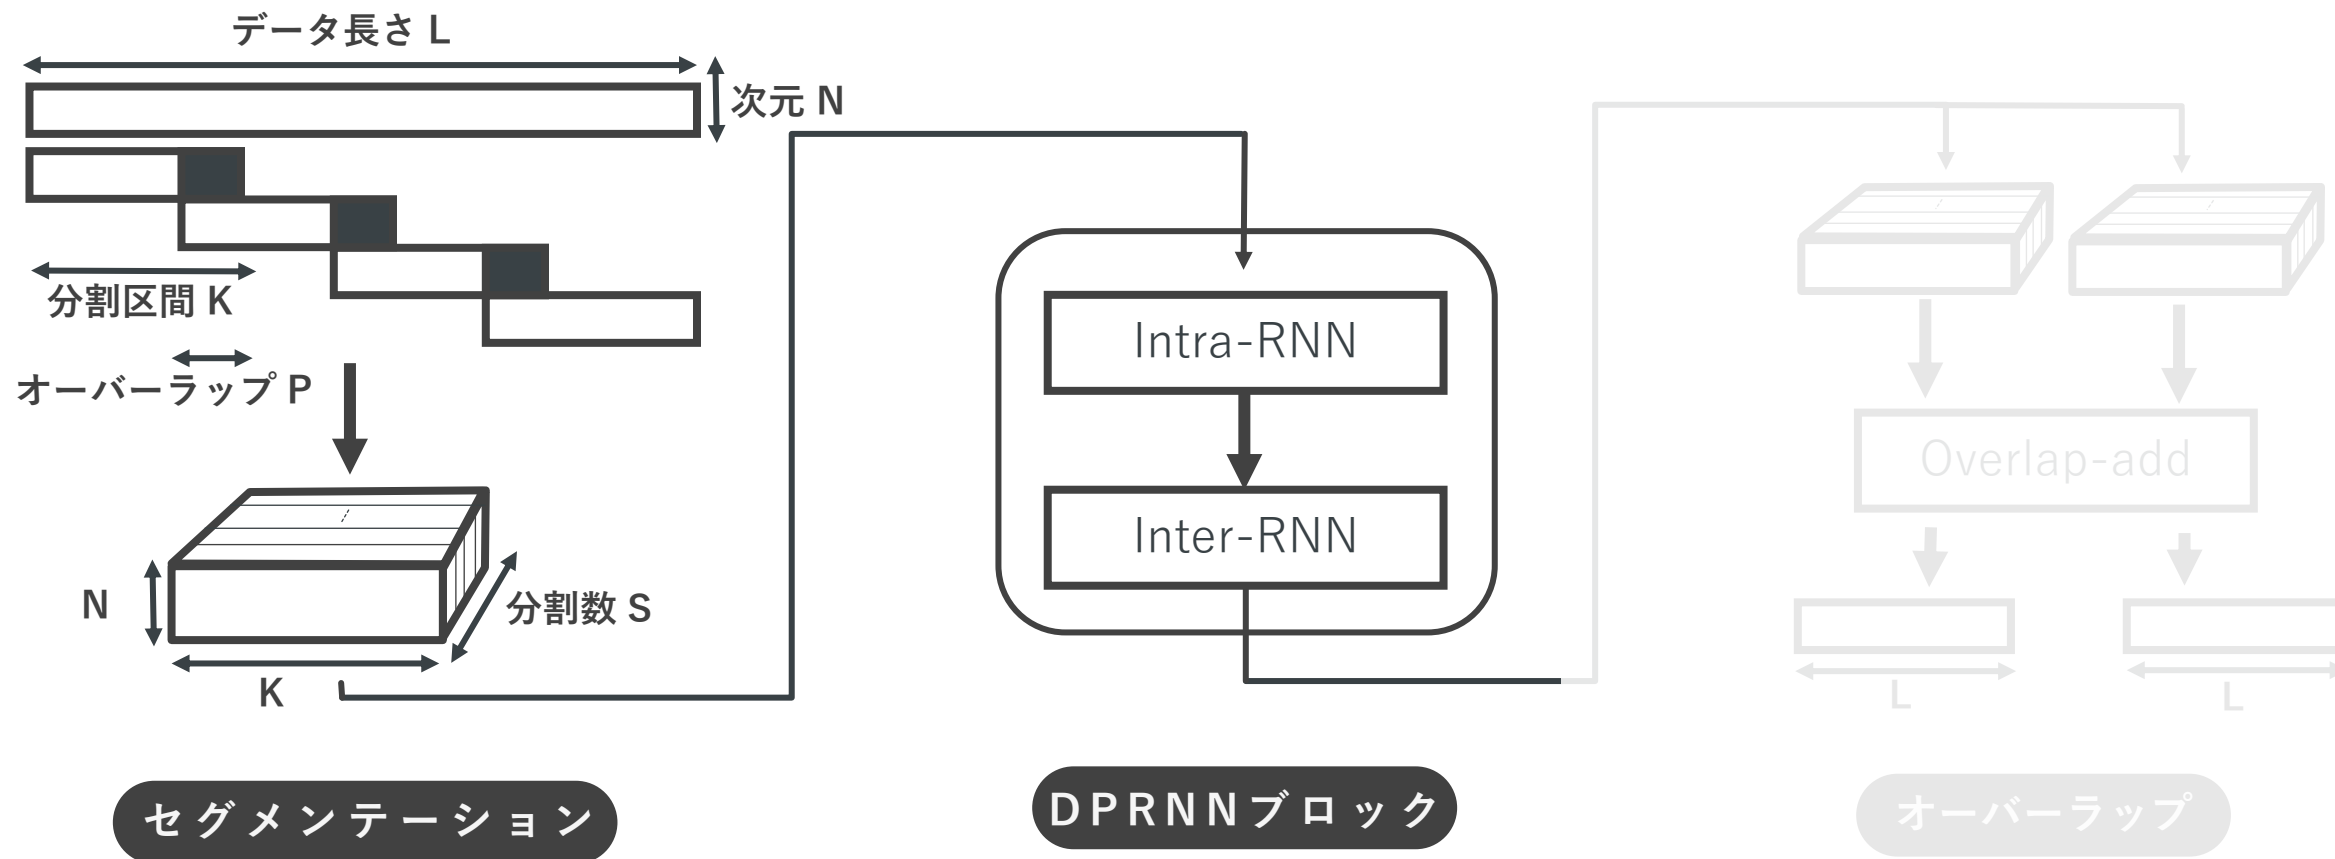 データ長さ L
次元 N
分割区間 K
オーバーラップ P
N
分割数 S
K
セグメンテーション
Intra-RNN
Inter-RNN
DPRNNブロック
Overlap-add
L
L
オーバーラップ